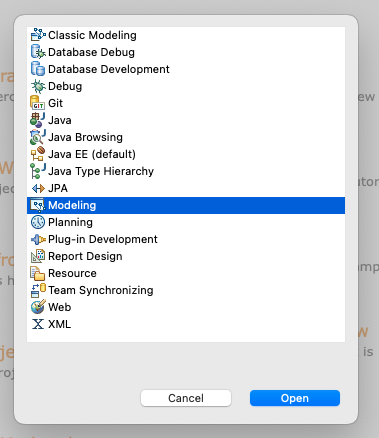 Classic Modeling
Database Debug
Database Development
Debug
Git
Java
Java Browsing
Java EE (default)
Java Type Hierarchy
JPA
Modeling
Planning
Plug-in Development
Report Design
Resource
Team Synchronizing
Web
XML
Cancel
Open